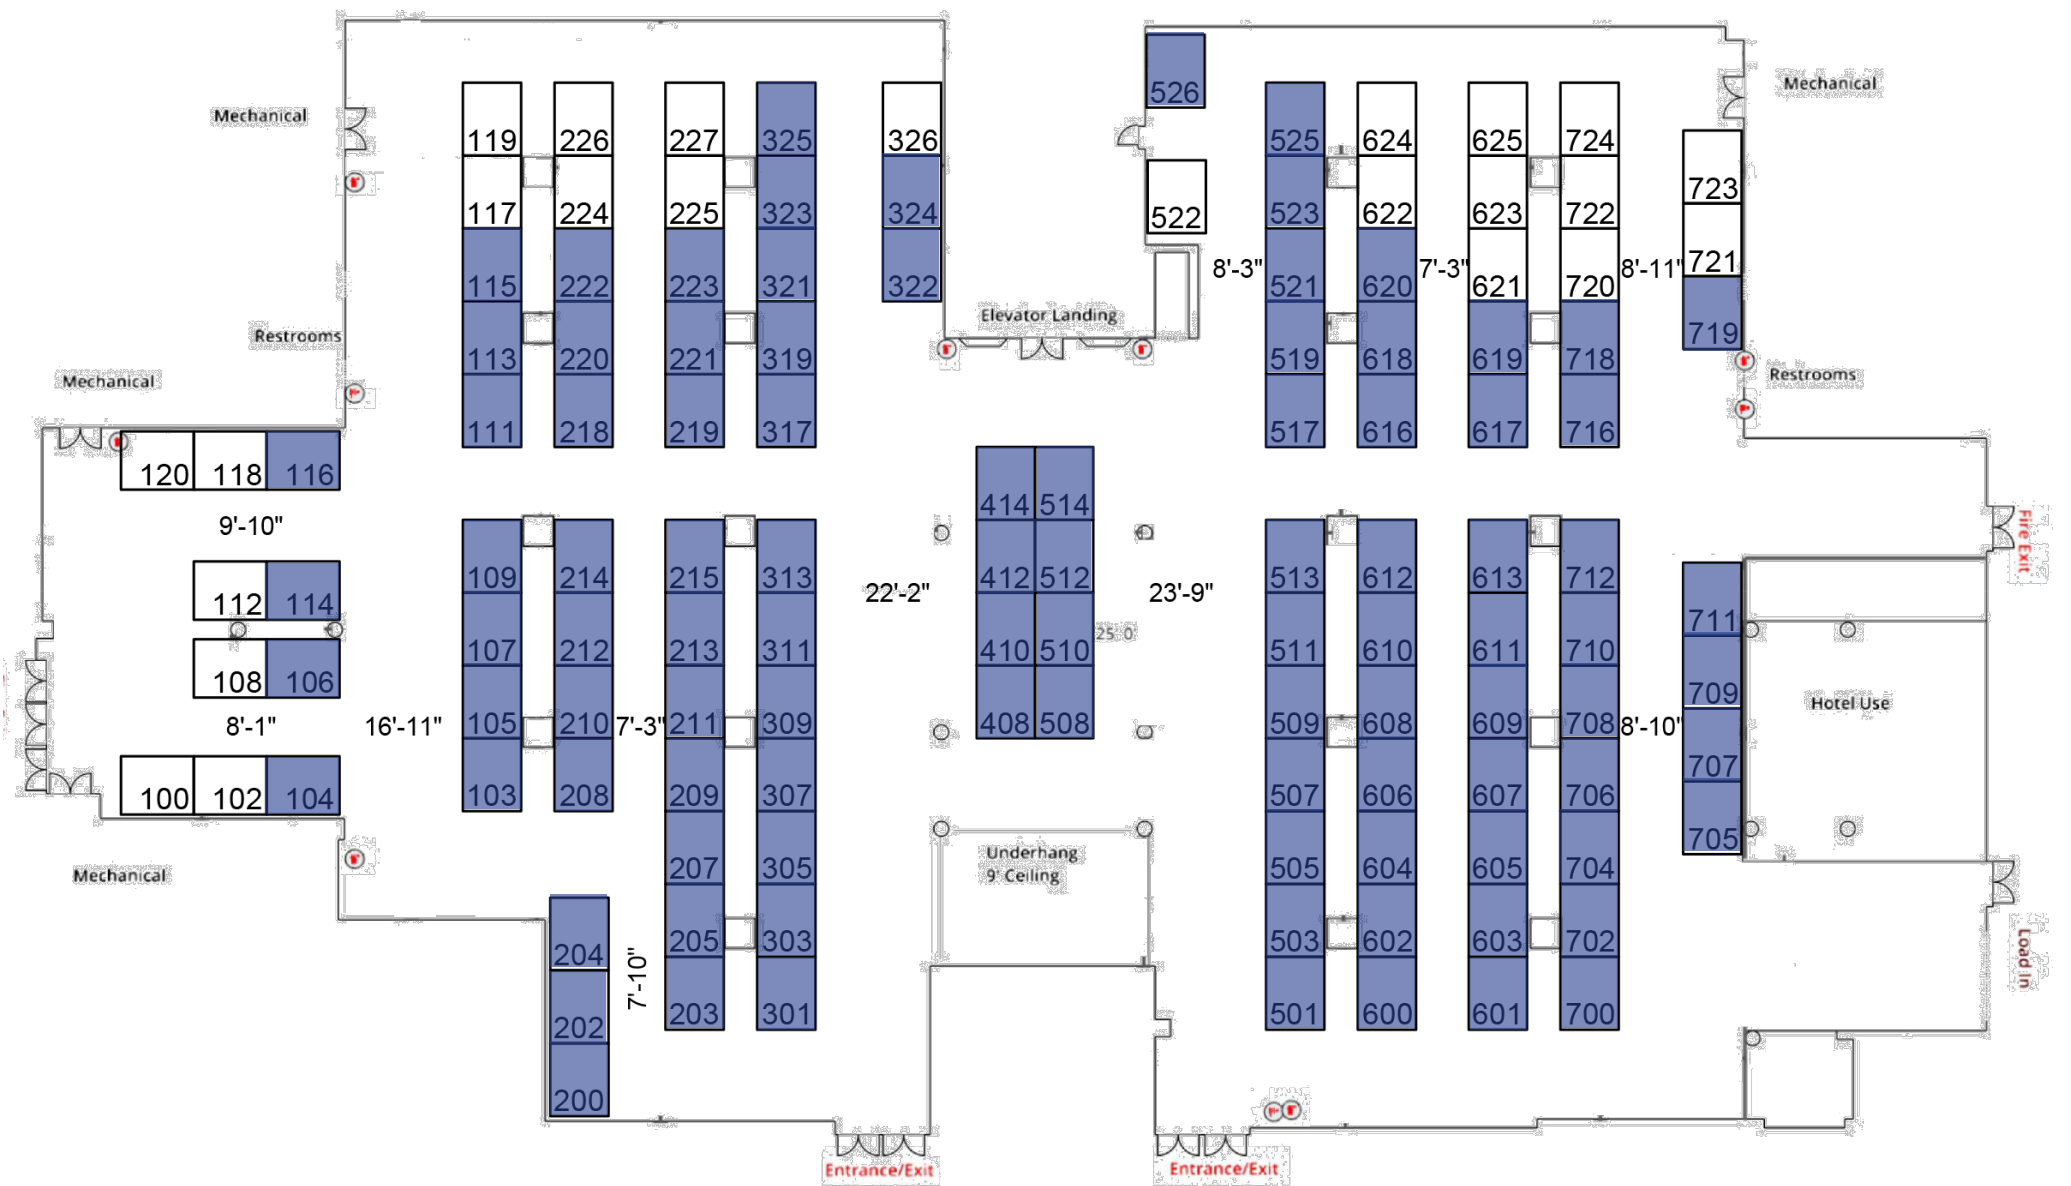 526
Mechanical
Mechanical
119 226 227 325 326 525 624 625 724
117 224 225 323 324 522 523 622 623 722 723
115 222 223 321 322 8'-3" 521 620 7'-3" 621 720 8'-11" 721
Elevator Landing
Restrooms
113 220 221 319 519 618 619 718 719
Restrooms
Mechanical
111 218 219 317 517 616 617 716
120 118 116
414 514
9'-10"
Fire Exit
109 214 215 313 22'-2" 412 512 23'-9" 513 612 613 712
112 114
25' 0"
711
107 212 213 311 410 510 511 610 611 710
108 106
709
Hotel Use
8'-1" 16'-11" 105 210 7'-3" 211 309 408 508 509 608 609 708 8'-10"
707
100 102 104 103 208 209 307 507 606 607 706
705
Underhang
9' Ceiling
Mechanical
207 305 505 604 605 704
204 205 303 503 602 603 702
Load In
7'-10"
202 203 301 501 600 601 700
200
Entrance/Exit
Entrance/Exit